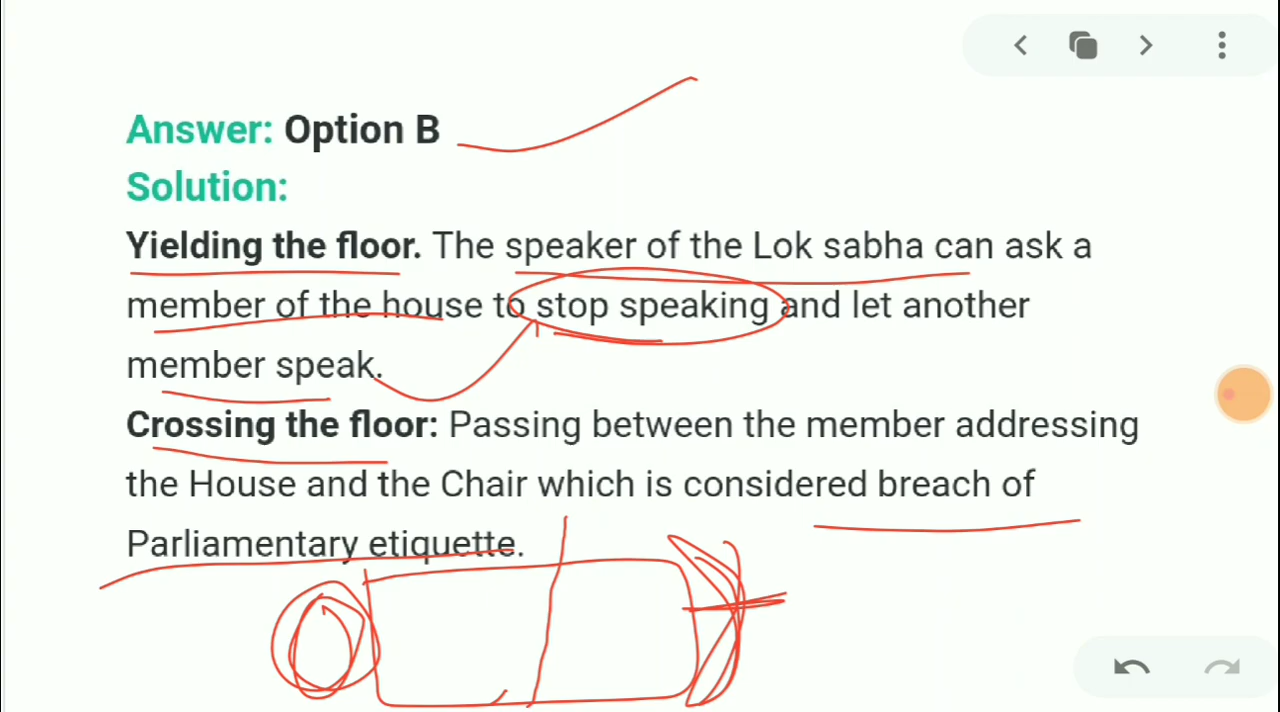 Answer: Option B
Solution:
Yielding the floor. The speaker of the Lok sabha can ask a
member of the house to stop speaking and let another
member speak.
Crossing the floor: Passing between the member addressing
the House and the Chair which is considered breach of
Parliamentary etiquette.